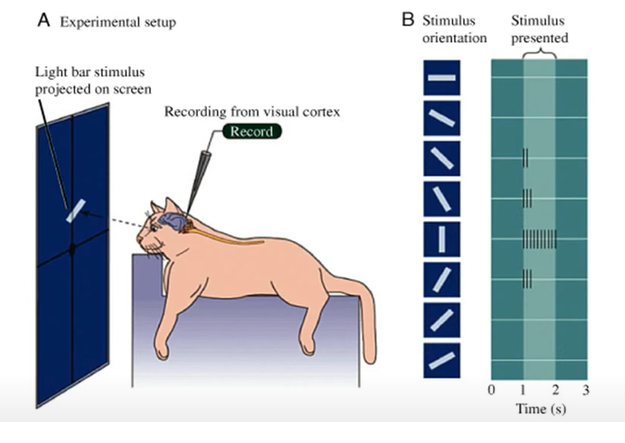 A Experimental setup
Light bar stimulus
projected on screen
Recording from visual cortex
Record
B Stimulus
orientation
Stimulus
presented
0 1 2 3
Time (s)